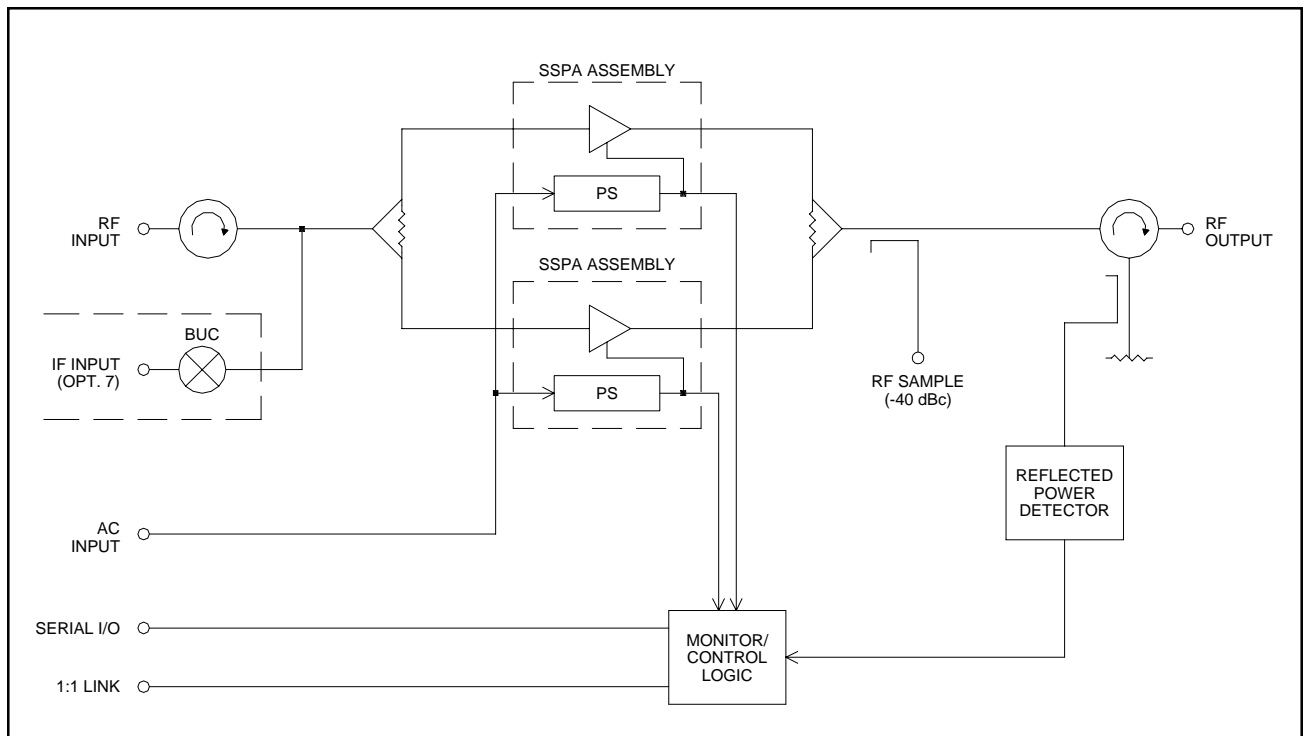 SSPA ASSEMBLY
PS
RF
INPUT
RF
OUTPUT
SSPA ASSEMBLY
BUC
IF INPUT
(OPT. 7)
PS
RF SAMPLE
(-40 dBc)
REFLECTED
POWER
DETECTOR
AC
INPUT
SERIAL I/O
MONITOR/
CONTROL
LOGIC
1:1 LINK